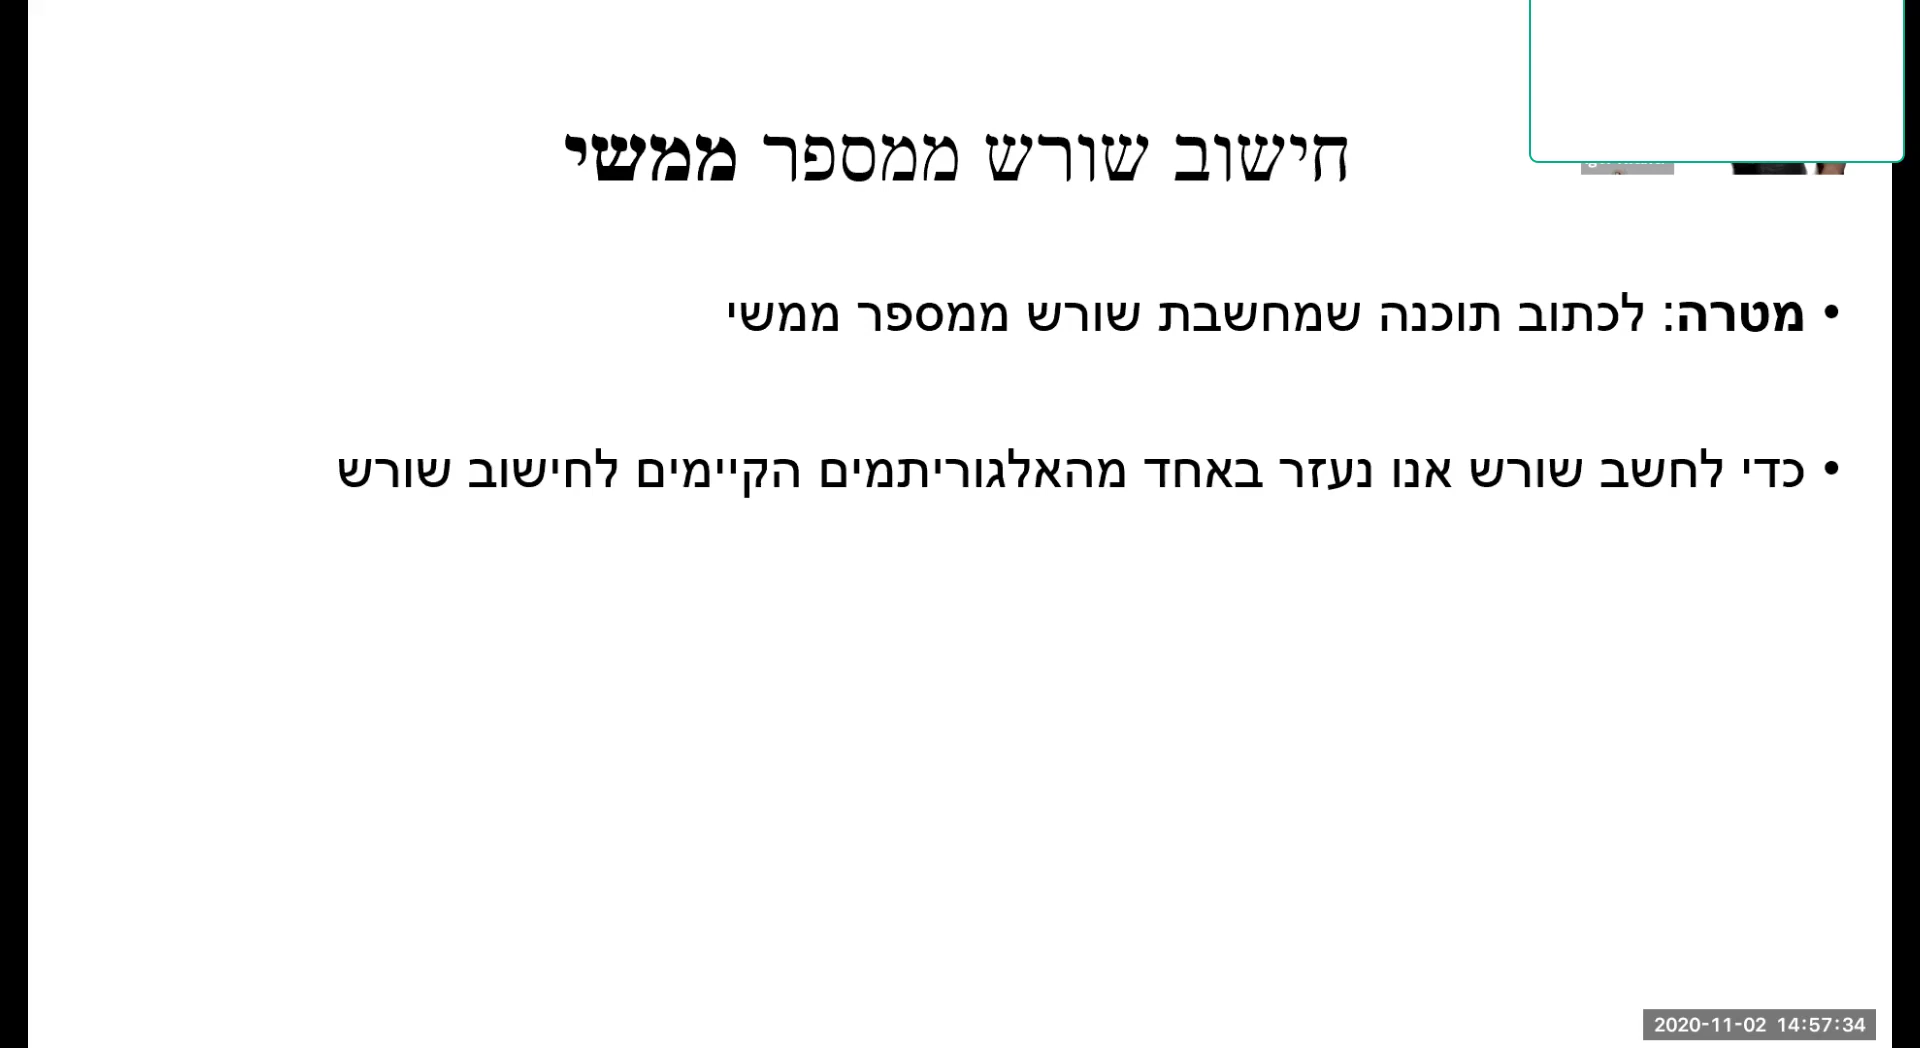 חישוב שורש ממספר ממשי
• מטרה: לכתוב תוכנה שמחשבת שורש ממספר ממשי
• כדי לחשב שורש אנו נעזר באחד מהאלגוריתמים הקיימים לחישוב שורש
2020-11-02 14:57:34